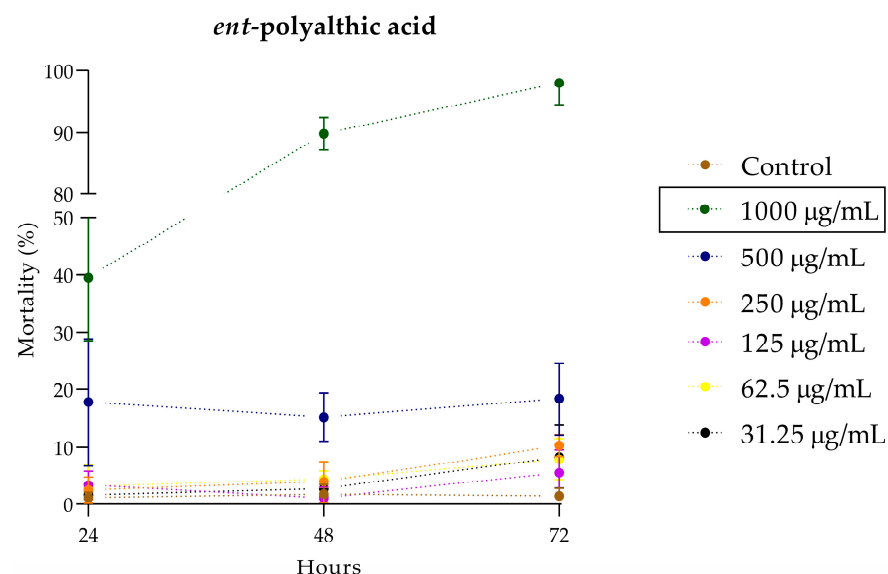 ent-polyalthic acid
100
90
80
50
40
30
20
10
0
Mortality (%)
24
48
72
Hours
Control
1000 μg/mL
500 μg/mL
250 μg/mL
125 μg/mL
62.5 μg/mL
31.25 μg/mL